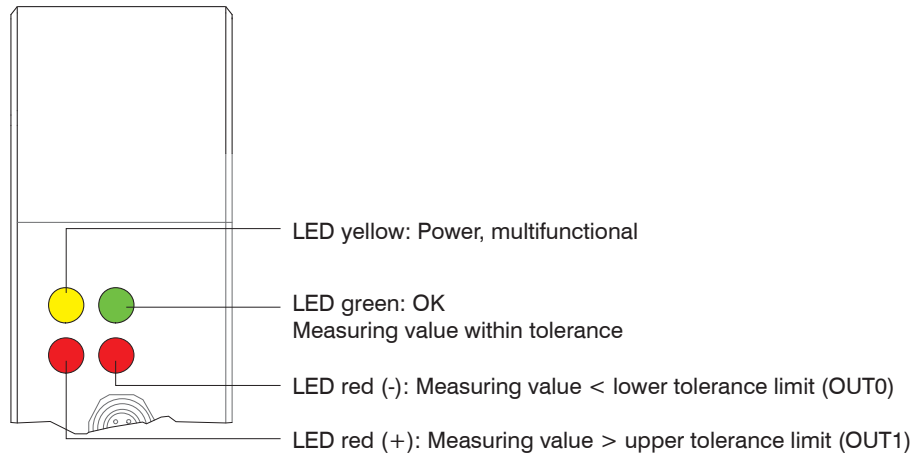 LED yellow: Power, multifunctional
LED green: OK
Measuring value within tolerance
LED red (-): Measuring value < lower tolerance limit (OUT0)
LED red (+): Measuring value > upper tolerance limit (OUT1)